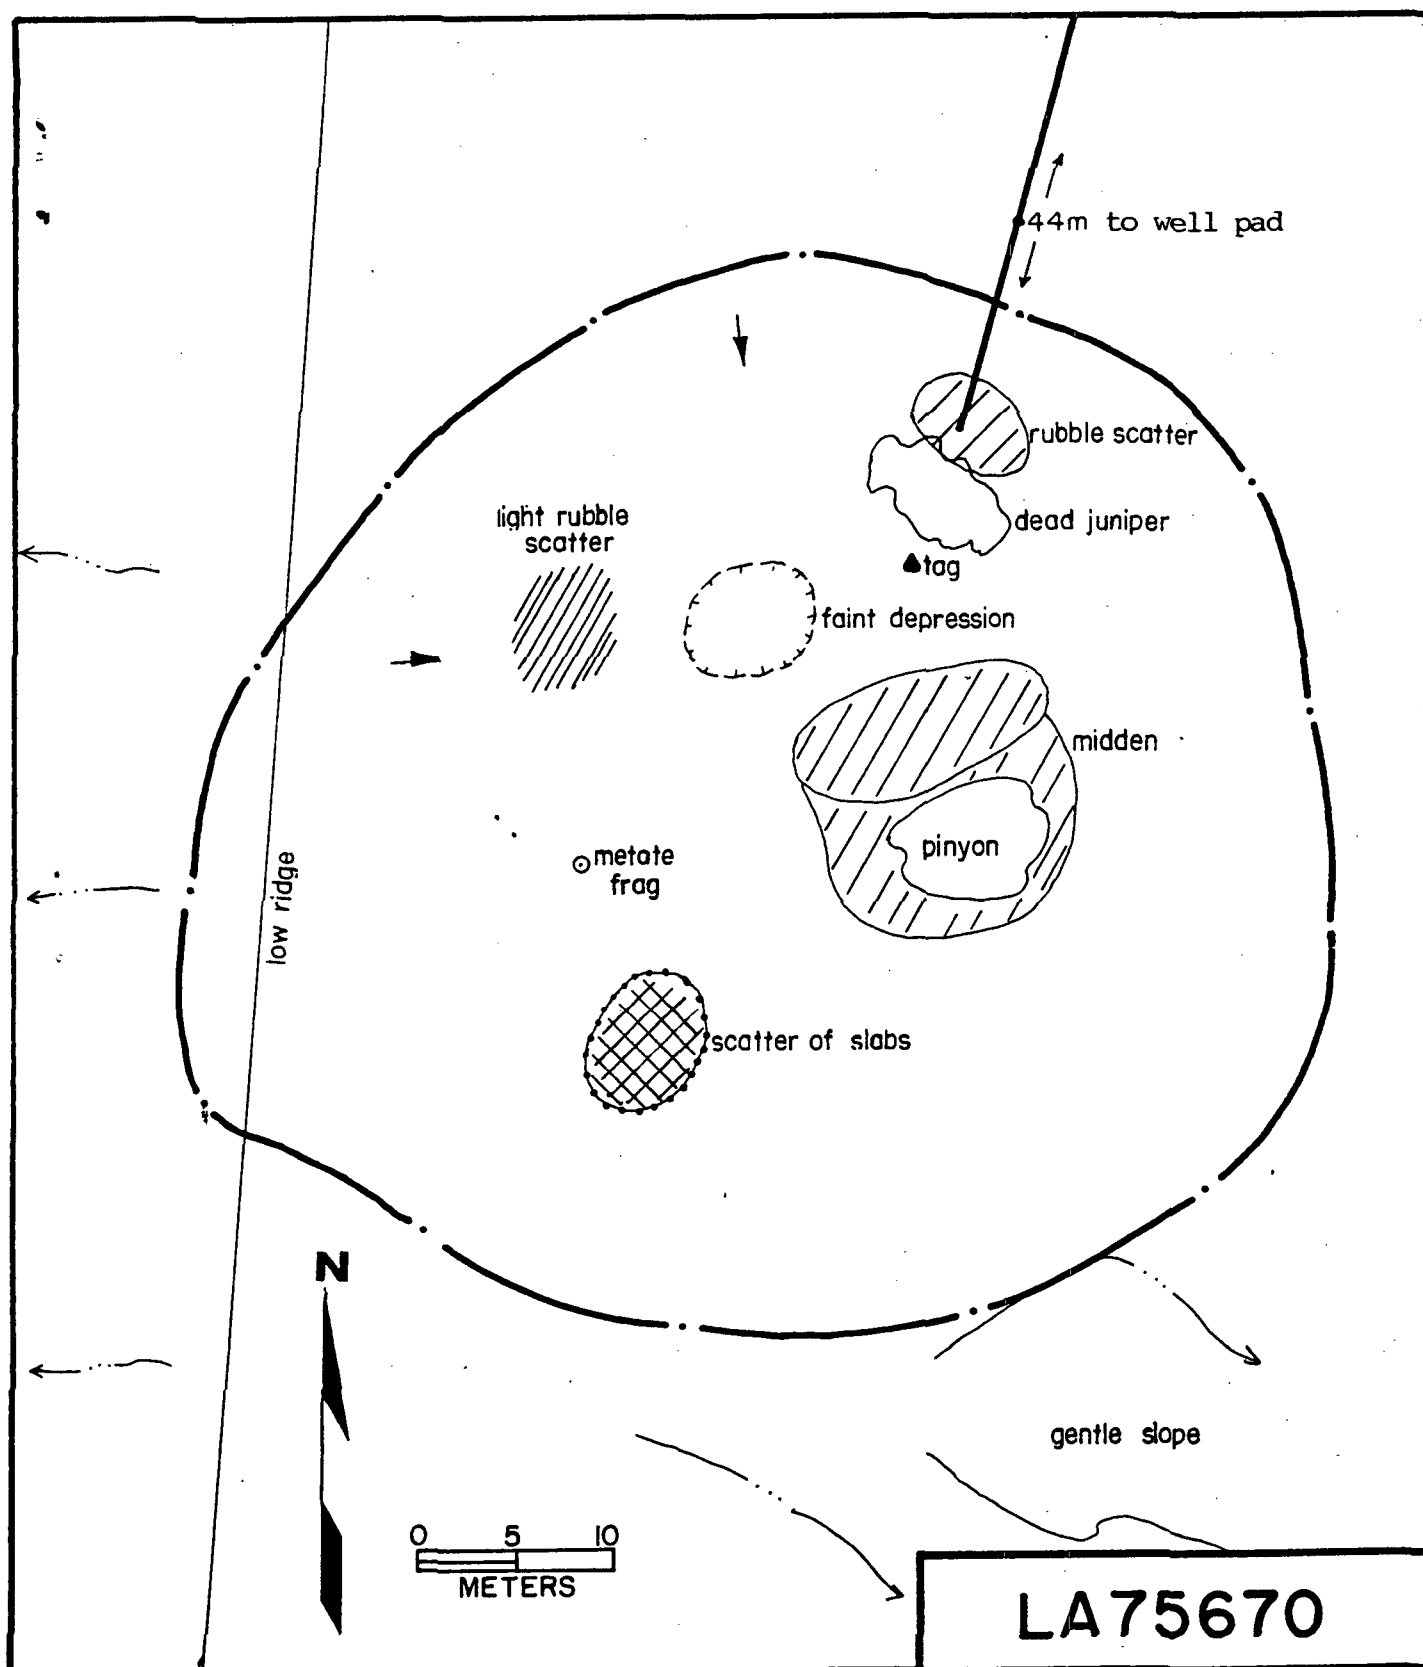 44m to well pad
rubble scatter
light rubble
scatter
dead juniper
tag
faint depression
midden
pinyon
metate
frag
low ridge
scatter of slabs
N
gentle slope
0 5 10
METERS
LA75670